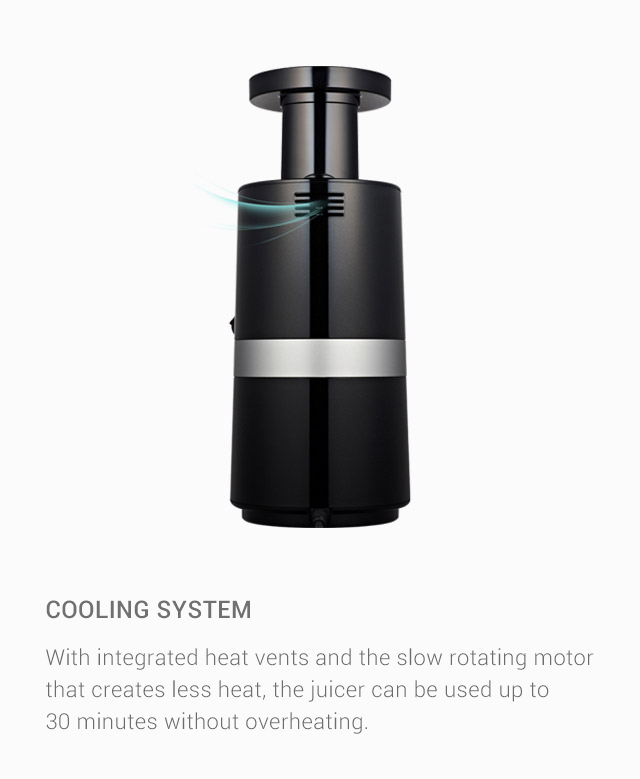 COOLING SYSTEM
With integrated heat vents and the slow rotating motor
that creates less heat, the juicer can be used up to
30 minutes without overheating.